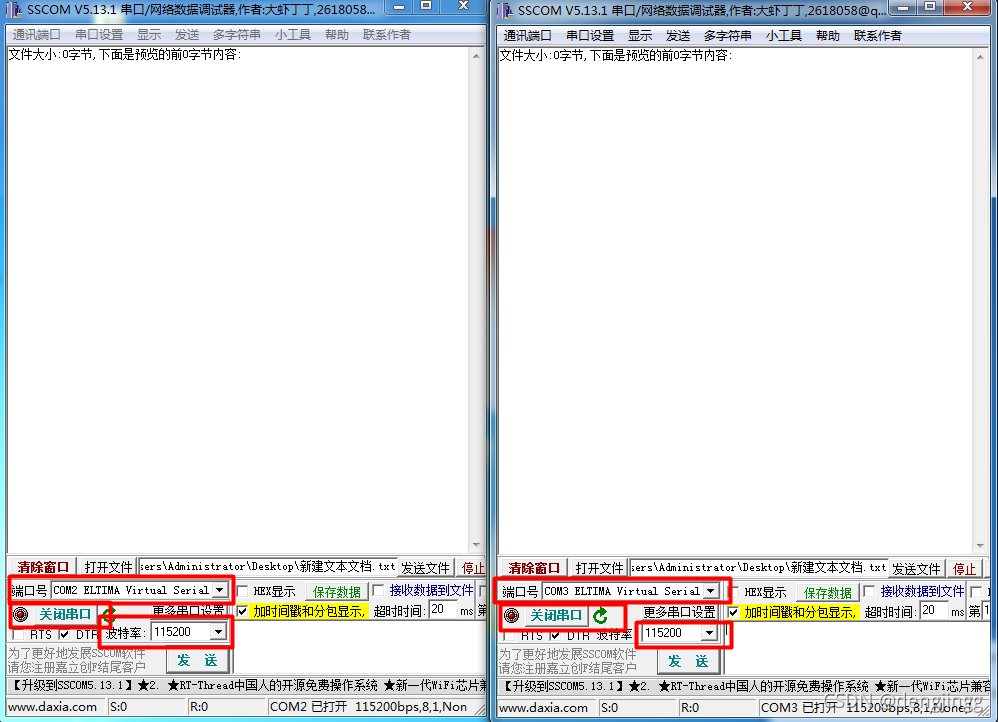 SSCOM V5.13.1 串口/网络数据调试器,作者:大虾丁丁,2618058...
通讯端口 串口设置 显示 发送 多字符串 小工具 帮助 联系作者
文件大小:0字节,下面是预览的前0字节内容:
清除窗口 打开文件 sers\Administrator\Desktop\新建文本文档.txt 发送文件 停止
端口号 COM2 ELTIMA Virtual Serial HEX显示 保存数据 接收数据到文件
关闭串口 更多串口设置 加时间戳和分包显示, 超时时间: 20 ms 第
RTS DTR 波特率: 115200
为了更好地发展SSCOM软件
请您注册嘉立创F结尾客户
发 送
【升级到SSCOM5.13.1】★2. ★RT-Thread中国人的开源免费操作系统 ★新一代WiFi芯片兼
www.daxia.com S:0 R:0 COM2 已打开 115200bps,8,1,Non
SSCOM V5.13.1 串口/网络数据调试器,作者:大虾丁丁,2618058@q...
通讯端口 串口设置 显示 发送 多字符串 小工具 帮助 联系作者
文件大小:0字节,下面是预览的前0字节内容:
清除窗口 打开文件 sers\Administrator\Desktop\新建文本文档.txt 发送文件 停止
端口号 COM3 ELTIMA Virtual Serial HEX显示 保存数据 接收数据到文件
关闭串口 更多串口设置 加时间戳和分包显示, 超时时间: 20 ms 第 1
RTS DTR 波特率 115200
为了更好地发展SSCOM软件
请您注册嘉立创F结尾客户
发 送
【升级到SSCOM5.13.1】★2. ★RT-Thread中国人的开源免费操作系统 ★新一代WiFi芯片兼容
www.daxia.com S:0 R:0 COM3 已打开 115200bps,8,1,None,
CSDN @dengjingg